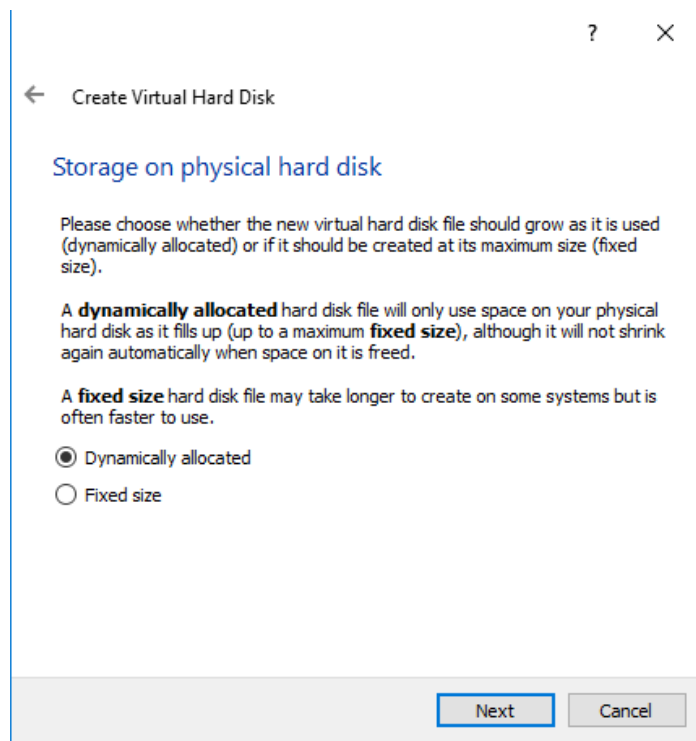 ?
Create Virtual Hard Disk
Storage on physical hard disk
Please choose whether the new virtual hard disk file should grow as it is used
(dynamically allocated) or if it should be created at its maximum size (fixed
size).
A dynamically allocated hard disk file will only use space on your physical
hard disk as it fills up (up to a maximum fixed size), although it will not shrink
again automatically when space on it is freed.
A fixed size hard disk file may take longer to create on some systems but is
often faster to use.
Dynamically allocated
Fixed size
Next Cancel